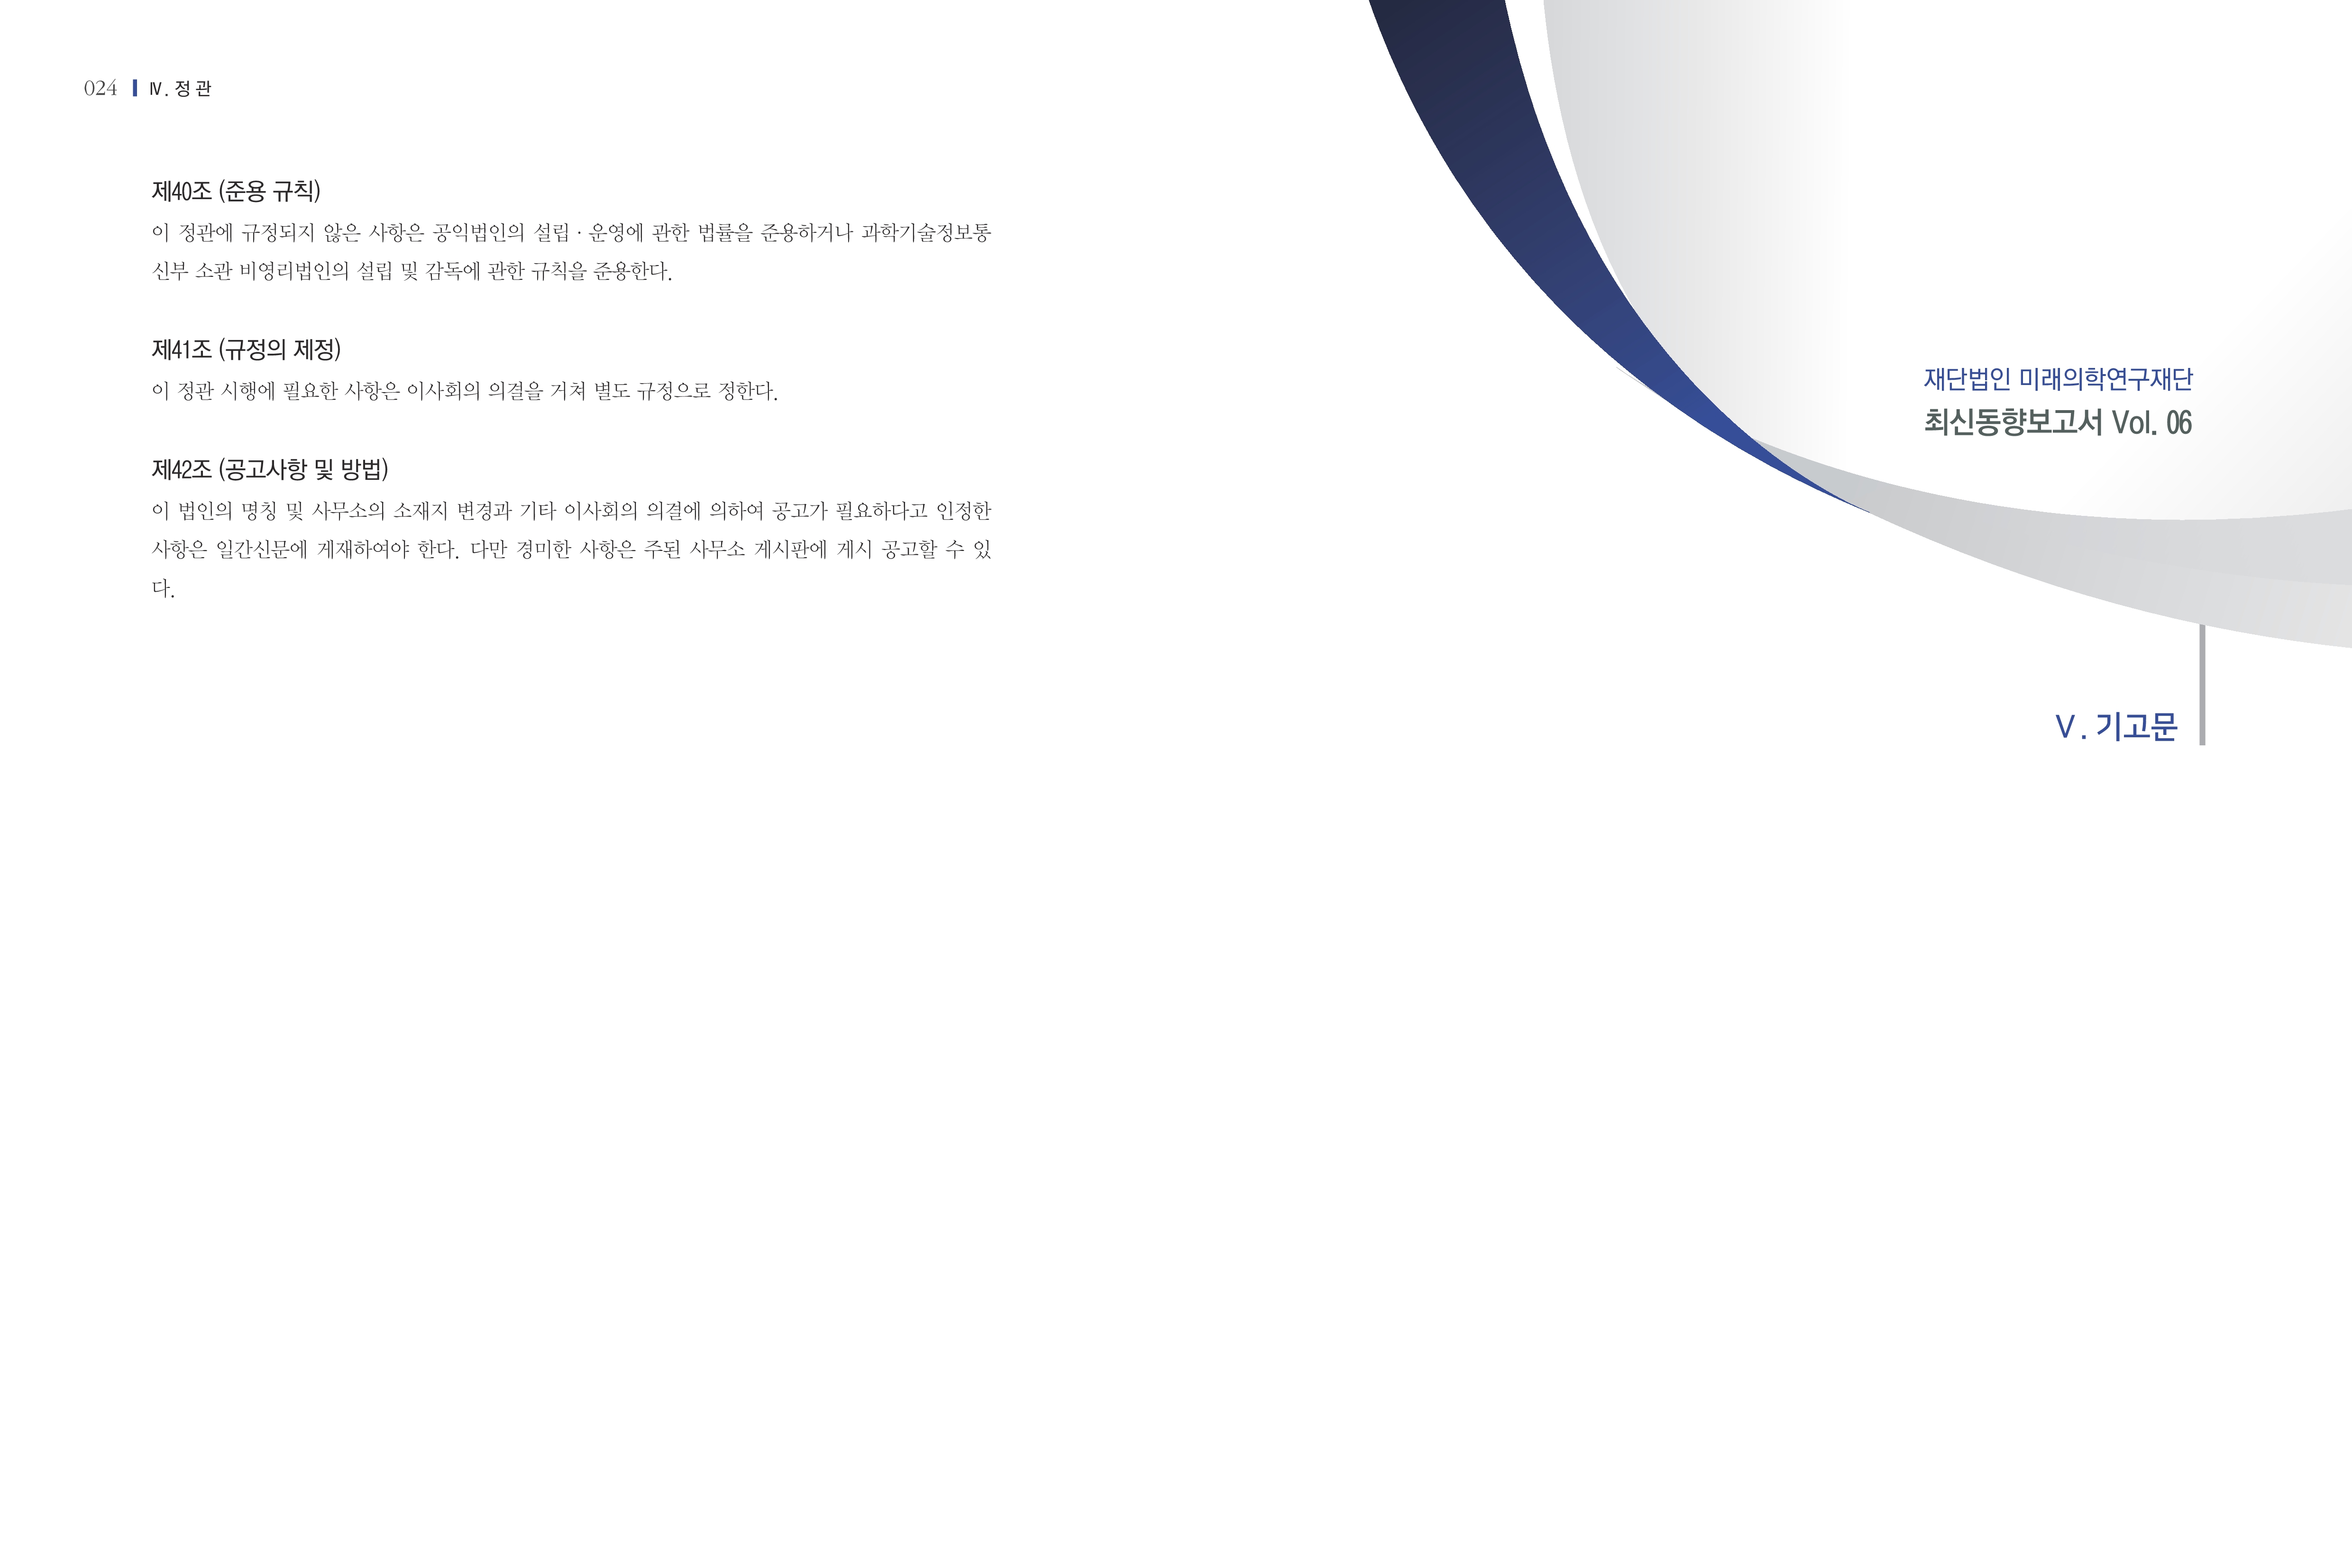 024 Ⅳ. 정 관
제40조 (준용 규칙)
이 정관에 규정되지 않은 사항은 공익법인의 설립 · 운영에 관한 법률을 준용하거나 과학기술정보통
신부 소관 비영리법인의 설립 및 감독에 관한 규칙을 준용한다.
제41조 (규정의 제정)
이 정관 시행에 필요한 사항은 이사회의 의결을 거쳐 별도 규정으로 정한다.
제42조 (공고사항 및 방법)
이 법인의 명칭 및 사무소의 소재지 변경과 기타 이사회의 의결에 의하여 공고가 필요하다고 인정한
사항은 일간신문에 게재하여야 한다. 다만 경미한 사항은 주된 사무소 게시판에 게시 공고할 수 있
다.
재단법인 미래의학연구재단
최신동향보고서 Vol. 06
Ⅴ. 기고문